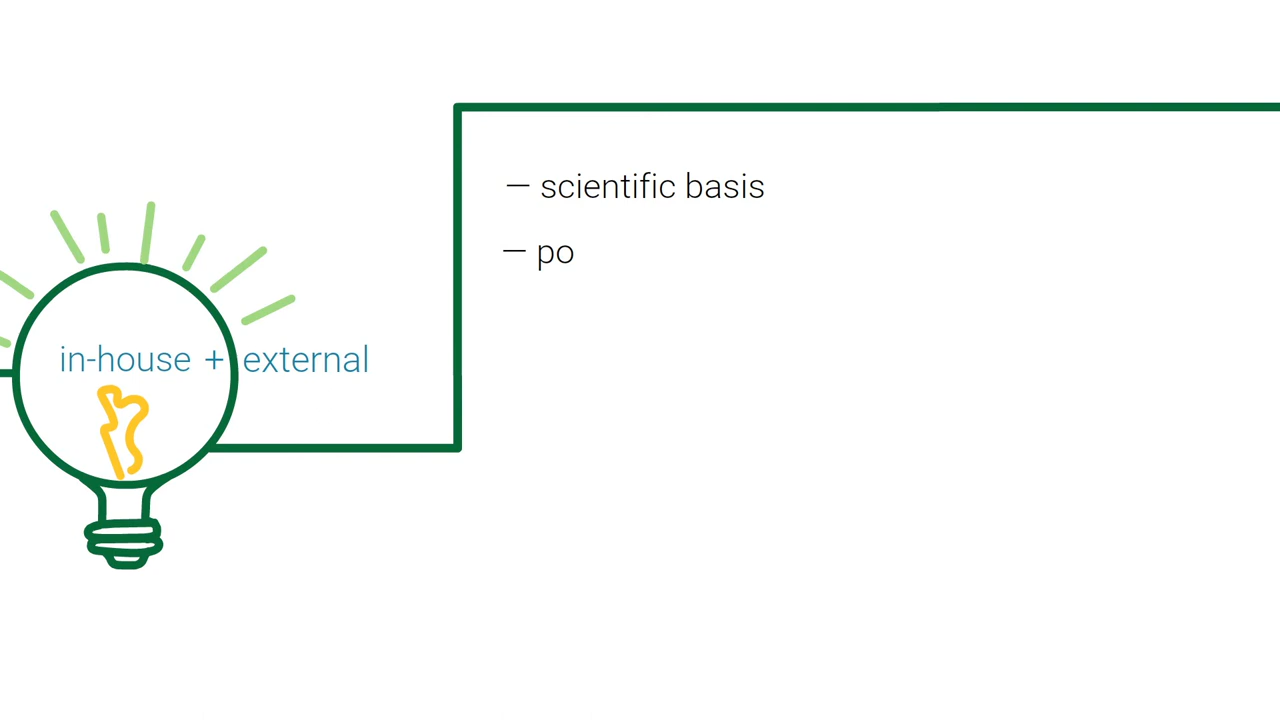 in-house + external
— scientific basis
— po